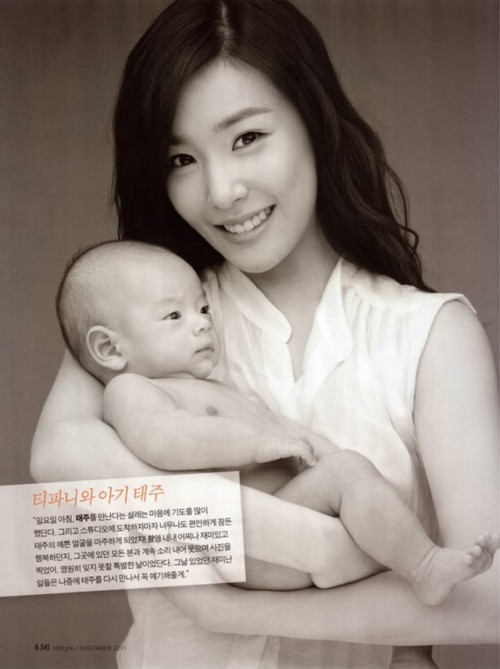 티파니와 아기 태주
"일요일 아침, 태주를 만난다는 설레는 마음에 기도를 많이
했단다. 그리고 스튜디오에 도착하자마자 너무나도 편안하게 잠든
태주의 예쁜 얼굴을 마주하게 되었지! 촬영 내내 어찌나 재미있고
행복하던지, 그곳에 있던 모든 분과 계속 소리 내어 웃으며 사진을
찍었어. 영원히 잊지 못할 특별한 날이었단다. 그날 있었던 재미난
일들은 나중에 태주를 다시 만나서 꼭 얘기해줄게."
456 InStyle / DECEMBER 2011